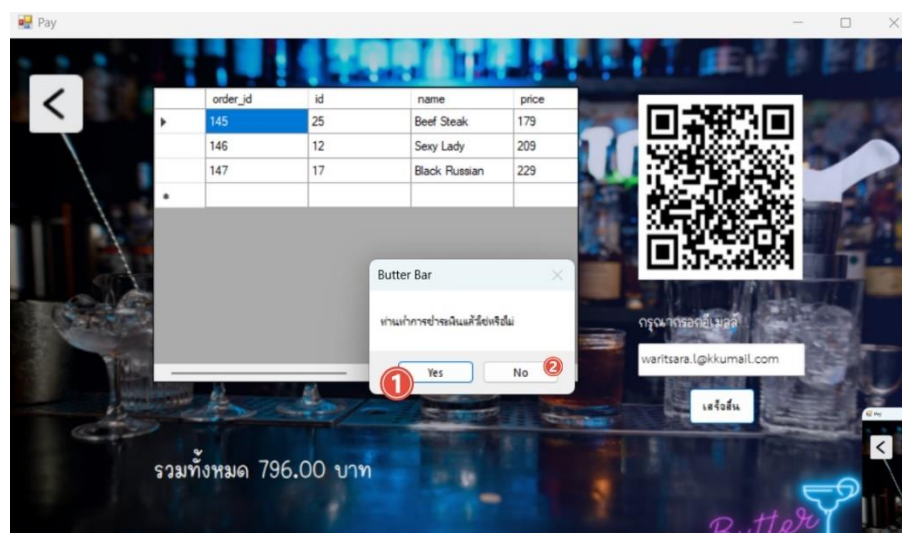 Pay
order_id id name price
145 25 Beef Steak 179
146 12 Sexy Lady 209
147 17 Black Russian 229
Butter Bar
ท่านทำการชำระเงินแล้วใช่หรือไม่
1 Yes
No 2
กรุณากรอกอีเมลล์
waritsara.l@kkumail.com
เสร็จสิ้น
รวมทั้งหมด 796.00 บาท
Pay
Butter